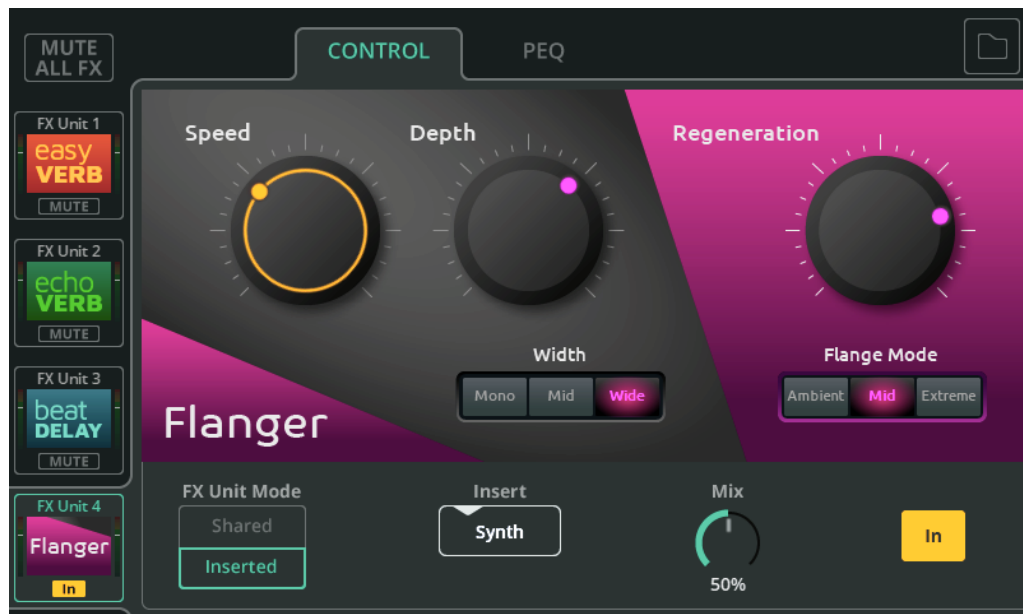 MUTE
ALL FX
CONTROL
PEQ
FX Unit 1
easy
VERB
MUTE
FX Unit 2
echo
VERB
MUTE
FX Unit 3
beat
DELAY
MUTE
FX Unit 4
Flanger
In
Speed
Depth
Regeneration
Width
Mono Mid Wide
Flange Mode
Ambient Mid Extreme
Flanger
FX Unit Mode
Shared
Inserted
Insert
Synth
Mix
50%
In